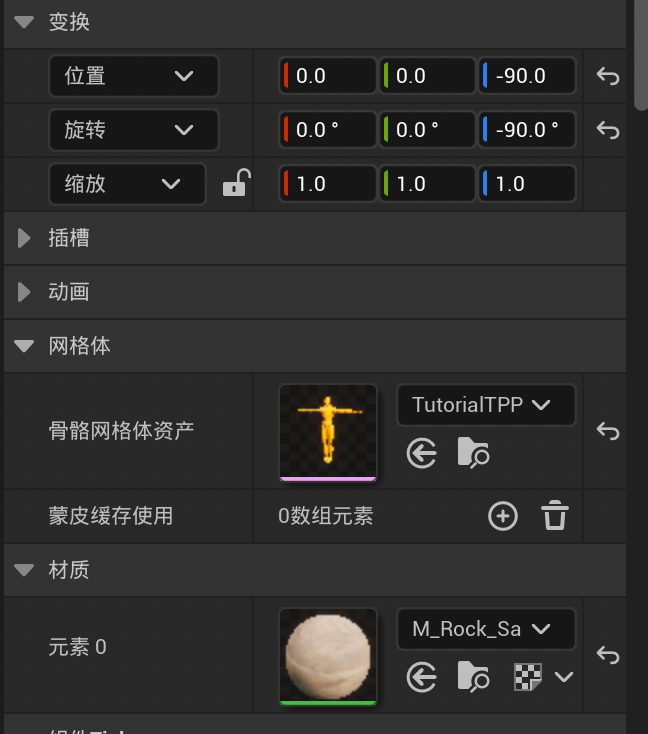 变换
位置 0.0 0.0 -90.0
旋转 0.0 ° 0.0 ° -90.0 °
缩放 1.0 1.0 1.0
插槽
动画
网格体
骨骼网格体资产 TutorialTPP
蒙皮缓存使用 0数组元素
材质
元素 0 M_Rock_Sa